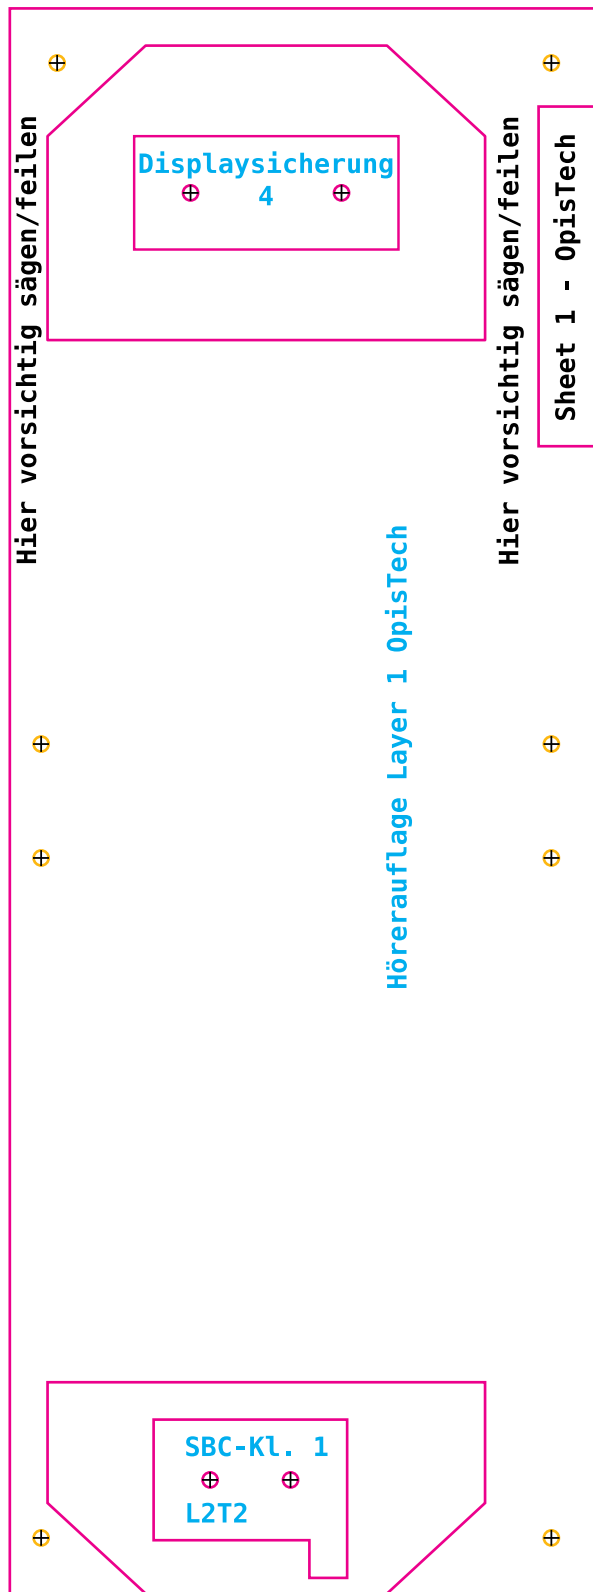 Displaysicherung
4
Hier vorsichtig sägen/feilen
Hier vorsichtig sägen/feilen
Sheet 1 - OpisTech
Hörerauflage Layer 1 OpisTech
SBC-Kl. 1
L2T2